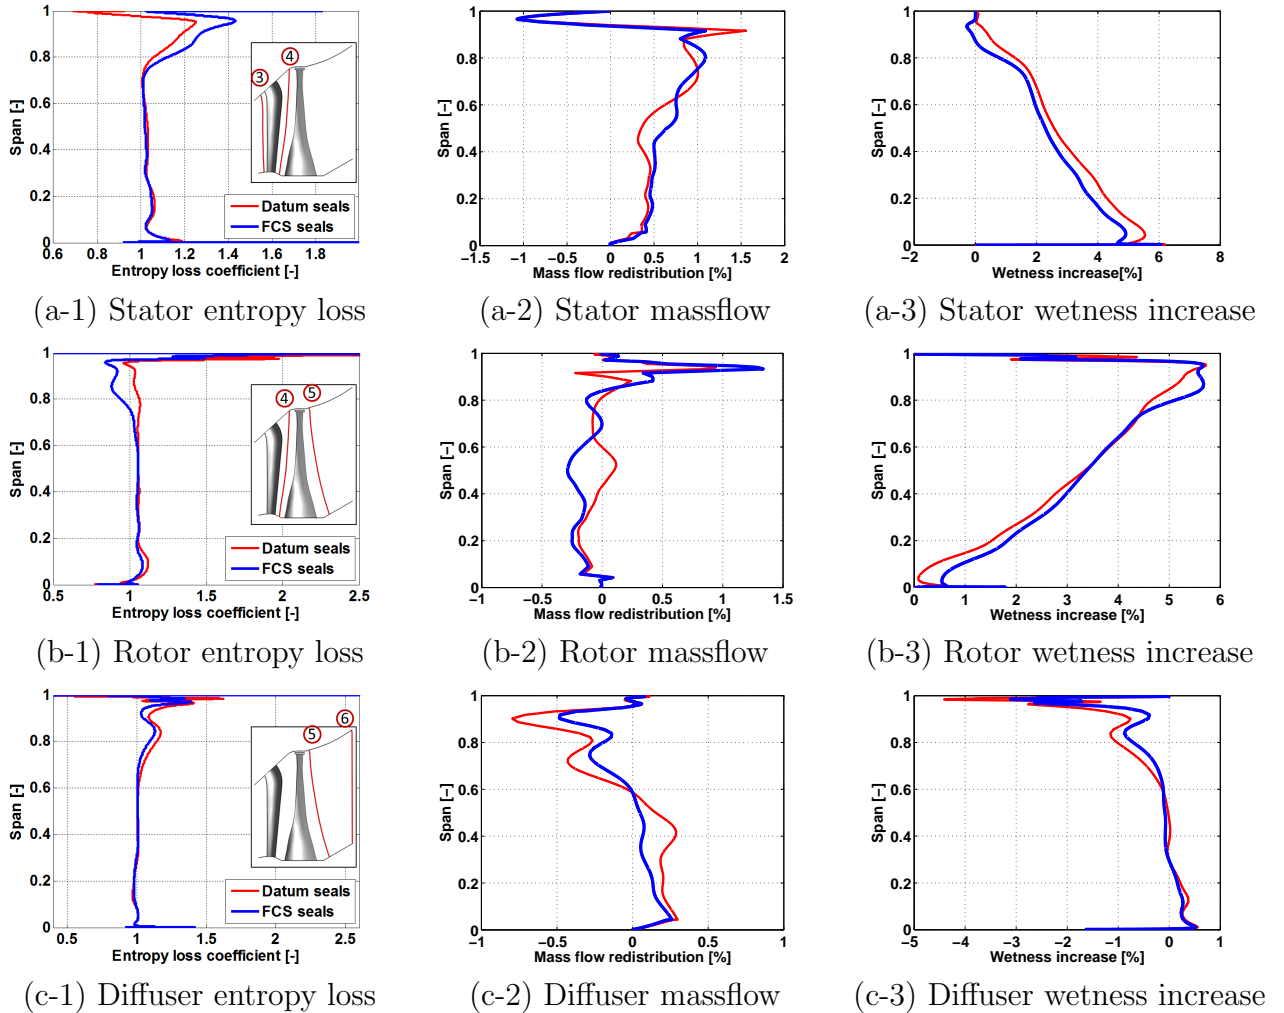 1
0.8
0.6
0.4
0.2
0
Span [-]
0.6 0.8 1 1.2 1.4 1.6 1.8
Entropy loss coefficient [-]
3
4
Datum seals
FCS seals
(a-1) Stator entropy loss
1
0.8
0.6
0.4
0.2
0
Span [−]
−1.5 −1 −0.5 0 0.5 1 1.5 2
Mass flow redistribution [%]
(a-2) Stator massflow
1
0.8
0.6
0.4
0.2
0
Span [−]
−2 0 2 4 6 8
Wetness increase[%]
(a-3) Stator wetness increase
1
0.8
0.6
0.4
0.2
0
Span [-]
0.5 1 1.5 2 2.5
Entropy loss coefficient [-]
4
5
Datum seals
FCS seals
(b-1) Rotor entropy loss
1
0.8
0.6
0.4
0.2
0
Span [−]
−1 −0.5 0 0.5 1 1.5
Mass flow redistribution [%]
(b-2) Rotor massflow
1
0.8
0.6
0.4
0.2
0
Span [−]
0 1 2 3 4 5 6
Wetness increase [%]
(b-3) Rotor wetness increase
1
0.8
0.6
0.4
0.2
0
Span [-]
0.5 1 1.5 2 2.5
Entropy loss coefficient [-]
5
6
Datum seals
FCS seals
(c-1) Diffuser entropy loss
1
0.8
0.6
0.4
0.2
0
Span [−]
−1 −0.5 0 0.5 1
Mass flow redistribution [%]
(c-2) Diffuser massflow
1
0.8
0.6
0.4
0.2
0
Span [−]
−5 −4 −3 −2 −1 0 1
Wetness increase [%]
(c-3) Diffuser wetness increase